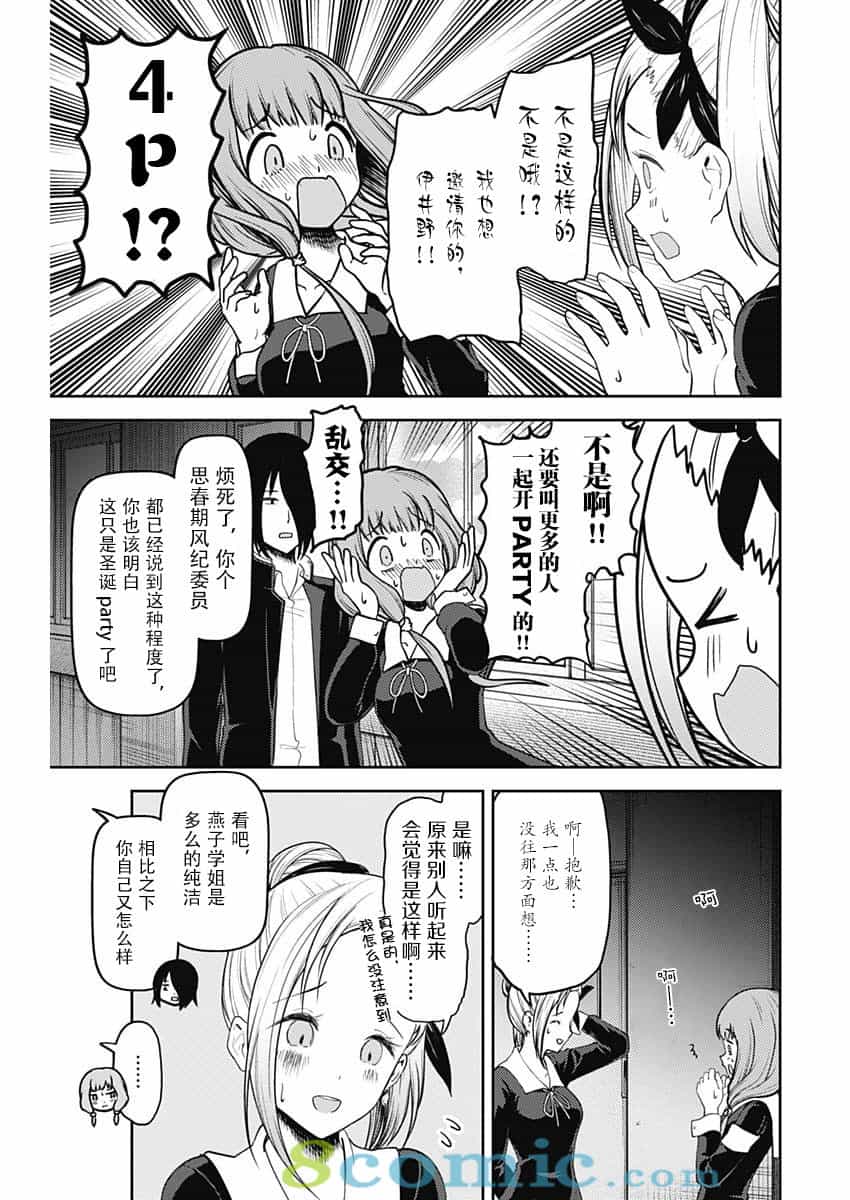 不是这样的
不是哦!?
我也想
邀请你的,
伊井野!!
4P!?
不是啊!!
还要叫更多的人
一起开PARTY
的!!
乱交…!!
烦死了，你个
思春期风纪委员
都已经说到这种程度了,
你也该明白
这只是圣诞
party了吧
啊—抱歉…
我一点也
没往那方面想……
啊
啊……
是嘛……
原来别人听起来
会觉得是这样啊……
真是的,
我怎么没注意到
看吧,
燕子学姐是
多么的纯洁
相比之下
你自己又怎么样
……
8comic.com